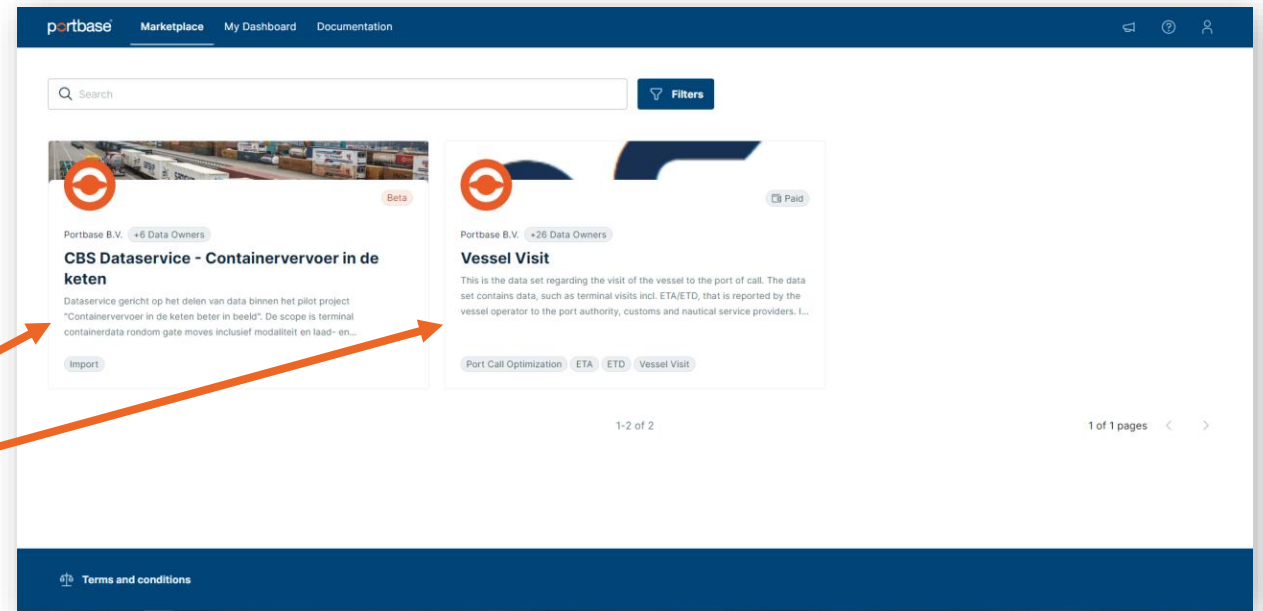 portbase Marketplace My Dashboard Documentation
Search Filters
Beta
Portbase B.V. +6 Data Owners
CBS Dataservice - Containervervoer in de
keten
Dataservice gericht op het delen van data binnen het pilot project
"Containervervoer in de keten beter in beeld". De scope is terminal
containerdata rondom gate moves inclusief modaliteit en laad- en...
Import
Paid
Portbase B.V. +26 Data Owners
Vessel Visit
This is the data set regarding the visit of the vessel to the port of call. The data
set contains data, such as terminal visits incl. ETA/ETD, that is reported by the
vessel operator to the port authority, customs and nautical service providers. I...
Port Call Optimization ETA ETD Vessel Visit
1-2 of 2
1 of 1 pages
Terms and conditions